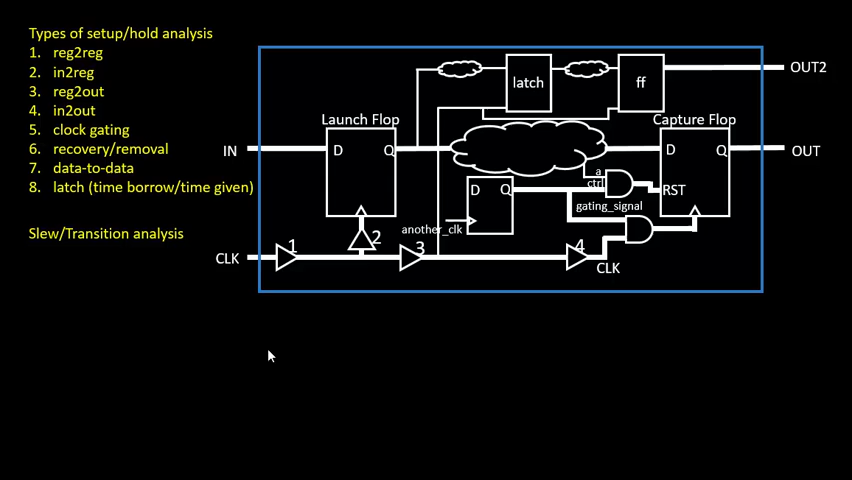 Types of setup/hold analysis
1. reg2reg
2. in2reg
3. reg2out
4. in2out
5. clock gating
6. recovery/removal
7. data-to-data
8. latch (time borrow/time given)
Slew/Transition analysis
latch
ff
OUT2
Launch Flop
Capture Flop
IN
D
Q
D
Q
OUT
a
ctrl
D
Q
RST
gating_signal
another_clk
1
2
3
4
CLK
CLK